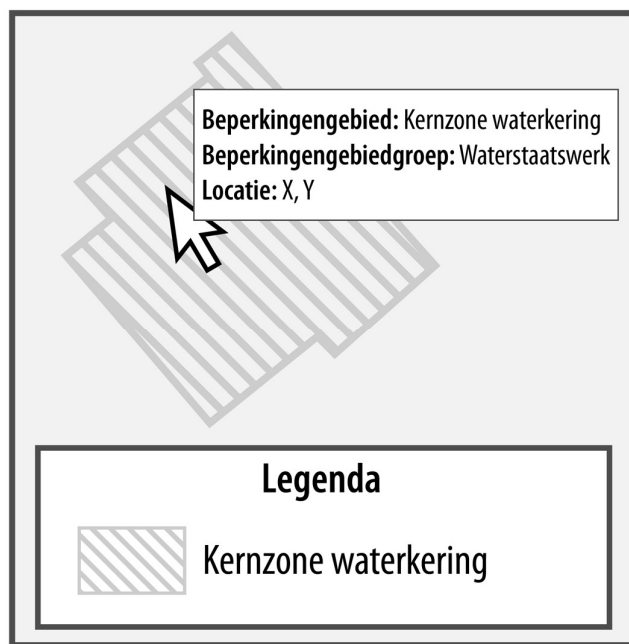 Beperkingengebied: Kernzone waterkering
Beperkingengebiedgroep: Waterstaatswerk
Locatie: X, Y
Legenda
Kernzone waterkering